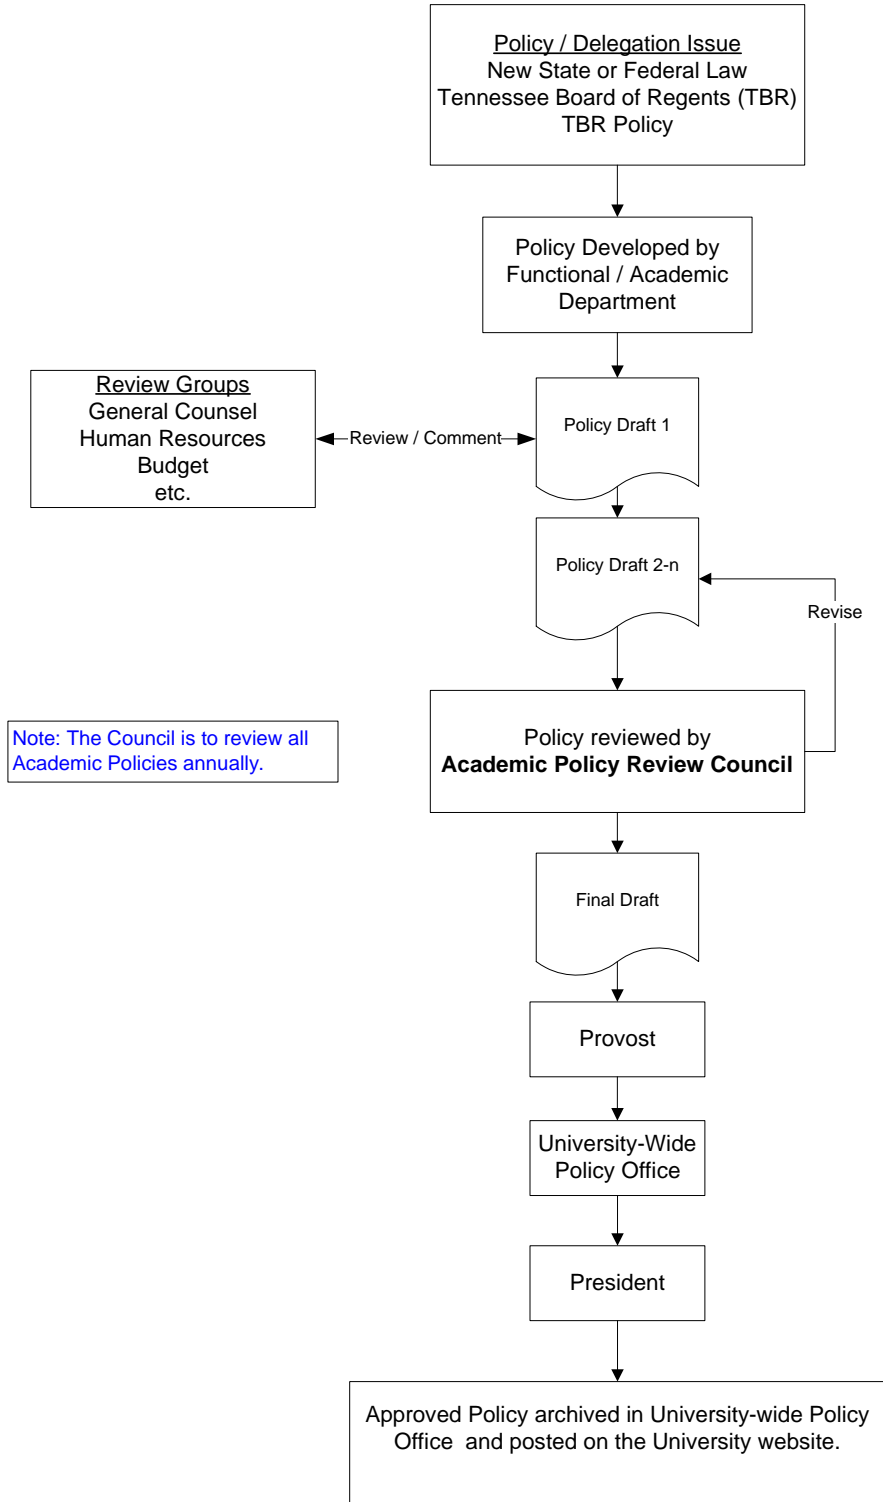 Policy / Delegation Issue
New State or Federal Law
Tennessee Board of Regents (TBR)
TBR Policy
Policy Developed by
Functional / Academic
Department
Review Groups
General Counsel
Human Resources
Budget
etc.
Review / Comment
Policy Draft 1
Policy Draft 2-n
Revise
Note: The Council is to review all
Academic Policies annually.
Policy reviewed by
Academic Policy Review Council
Final Draft
Provost
University-Wide
Policy Office
President
Approved Policy archived in University-wide Policy
Office  and posted on the University website.